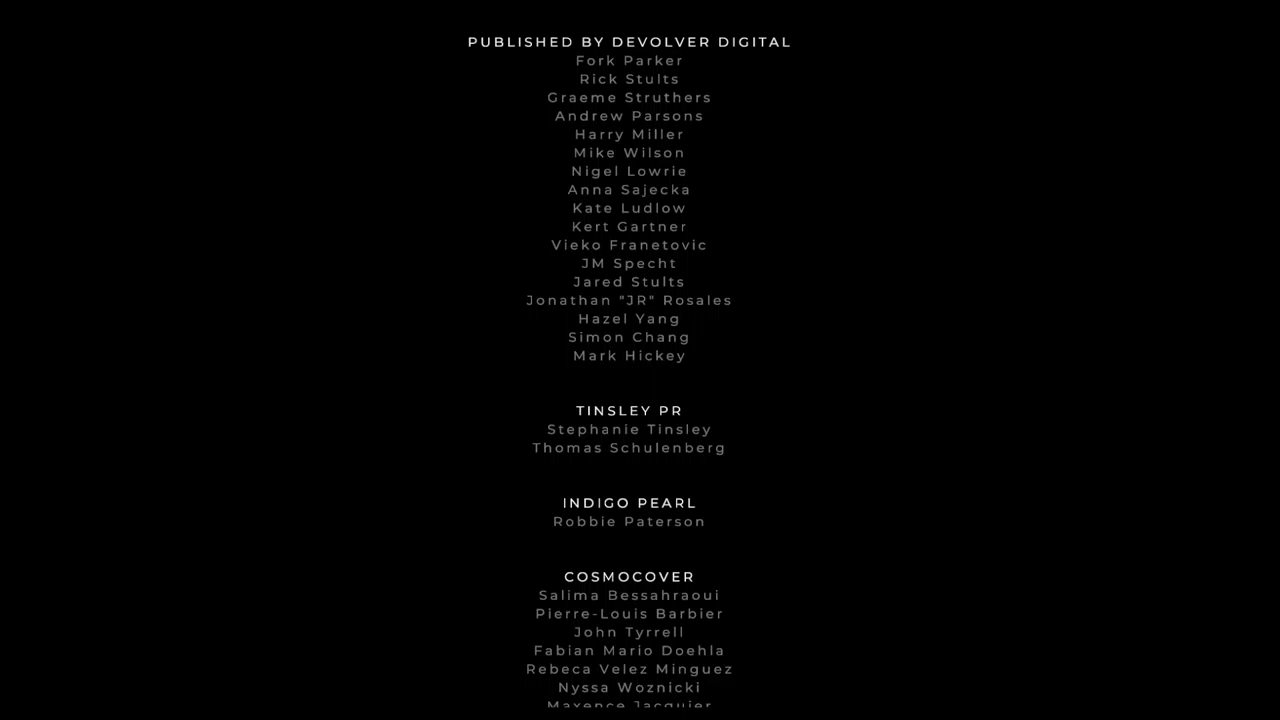 PUBLISHED BY DEVOLVER DIGITAL
Fork Parker
Rick Stults
Graeme Struthers
Andrew Parsons
Harry Miller
Mike Wilson
Nigel Lowrie
Anna Sajecka
Kate Ludlow
Kert Gartner
Vieko Franetovic
JM Specht
Jared Stults
Jonathan "JR" Rosales
Hazel Yang
Simon Chang
Mark Hickey
TINSLEY PR
Stephanie Tinsley
Thomas Schulenberg
INDIGO PEARL
Robbie Paterson
COSMOCOVER
Salima Bessahraoui
Pierre-Louis Barbier
John Tyrrell
Fabian Mario Doehla
Rebeca Velez Minguez
Nyssa Woznicki
Maxence Jacquier